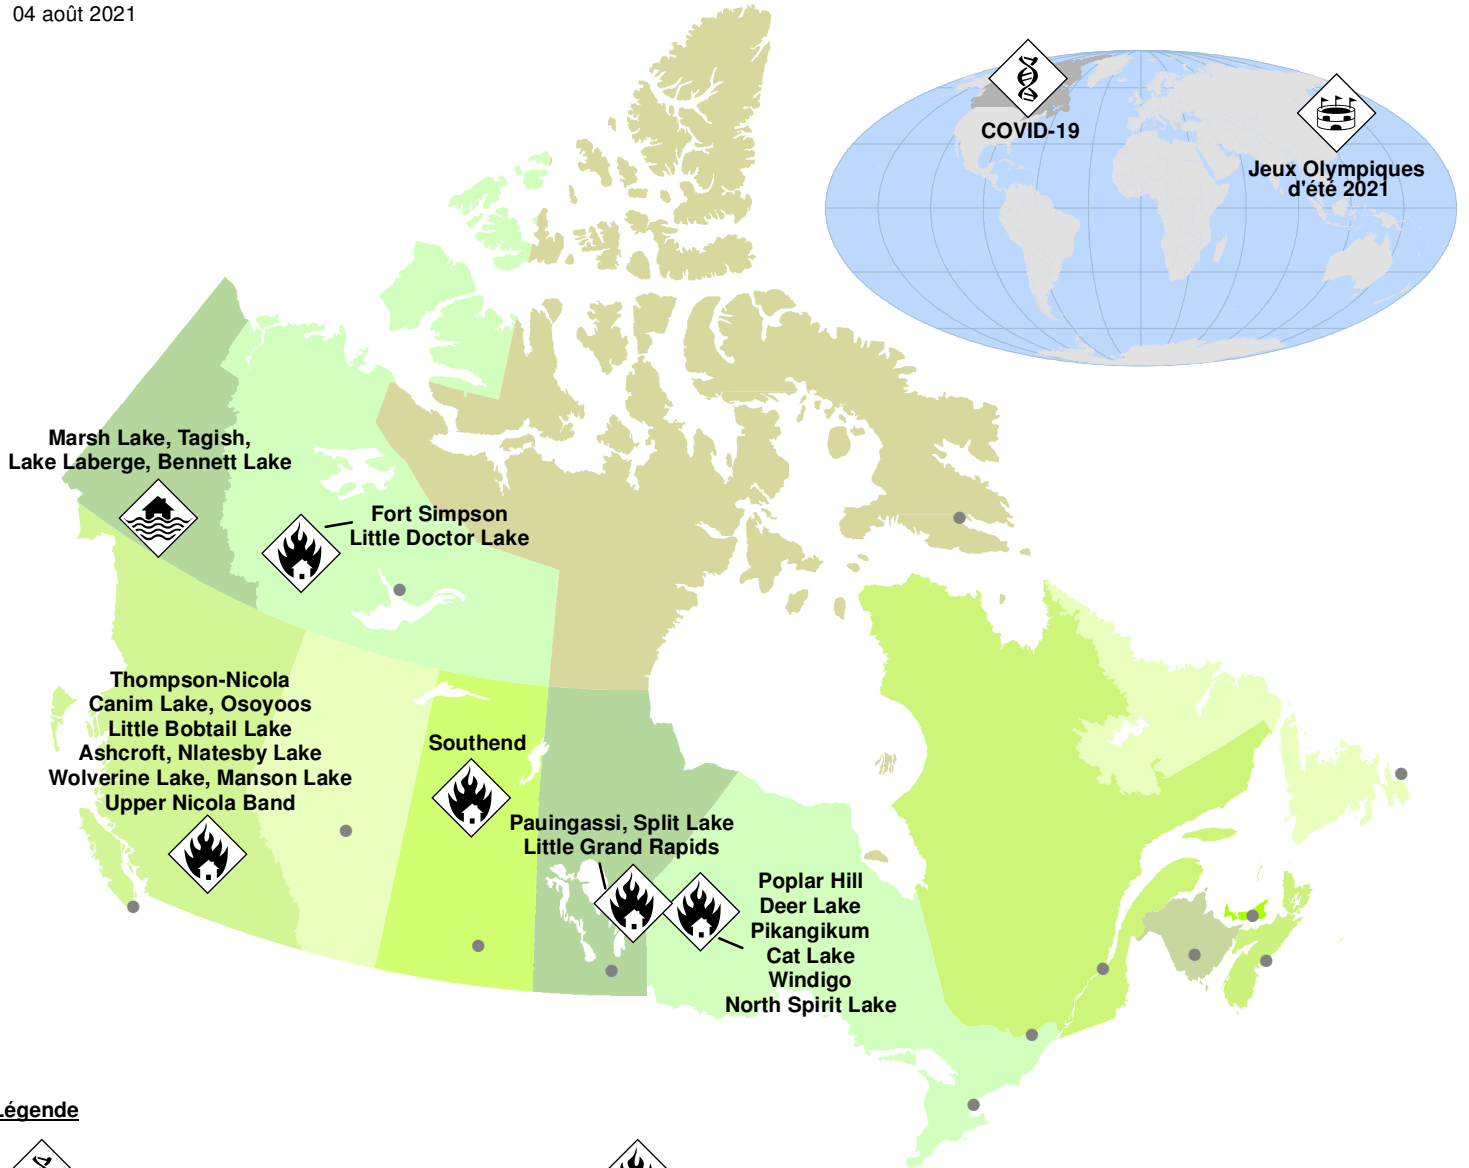 04 août 2021
COVID-19
Jeux Olympiques
d'été 2021
Marsh Lake, Tagish,
Lake Laberge, Bennett Lake
Fort Simpson
Little Doctor Lake
Thompson-Nicola
Canim Lake, Osoyoos
Little Bobtail Lake
Ashcroft, Nlatesby Lake
Wolverine Lake, Manson Lake
Upper Nicola Band
Southend
Pauingassi, Split Lake
Little Grand Rapids
Poplar Hill
Deer Lake
Pikangikum
Cat Lake
Windigo
North Spirit Lake
Légende